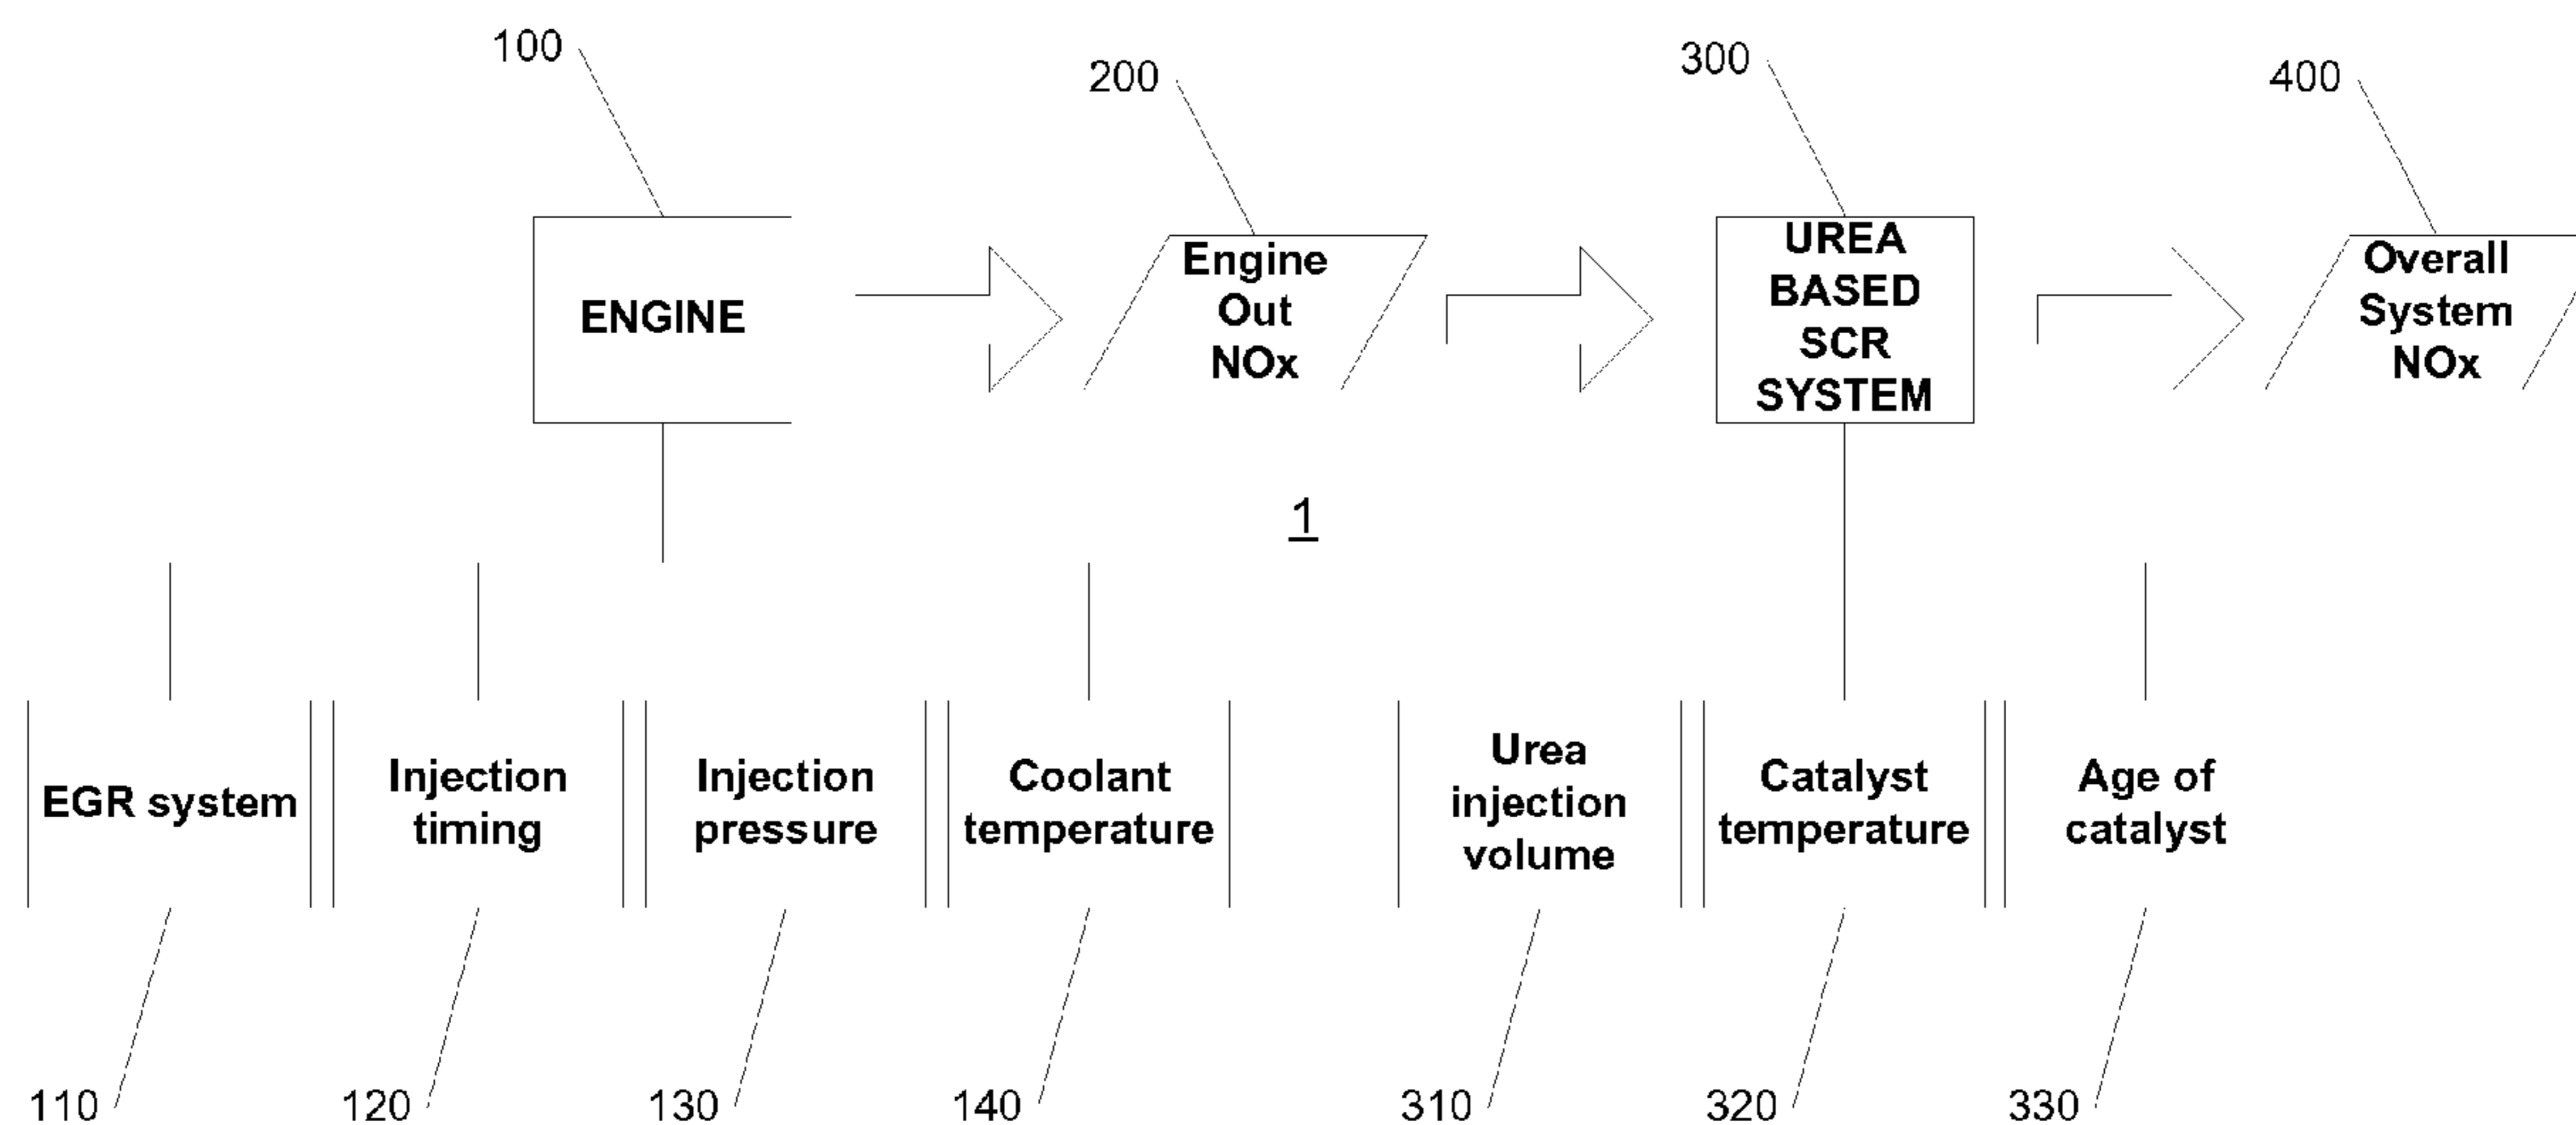 100
200
300
400
ENGINE
Engine
Out
NOx
UREA
BASED
SCR
SYSTEM
Overall
System
NOx
1
EGR system
Injection
timing
Injection
pressure
Coolant
temperature
Urea
injection
volume
Catalyst
temperature
Age of
catalyst
110
120
130
140
310
320
330